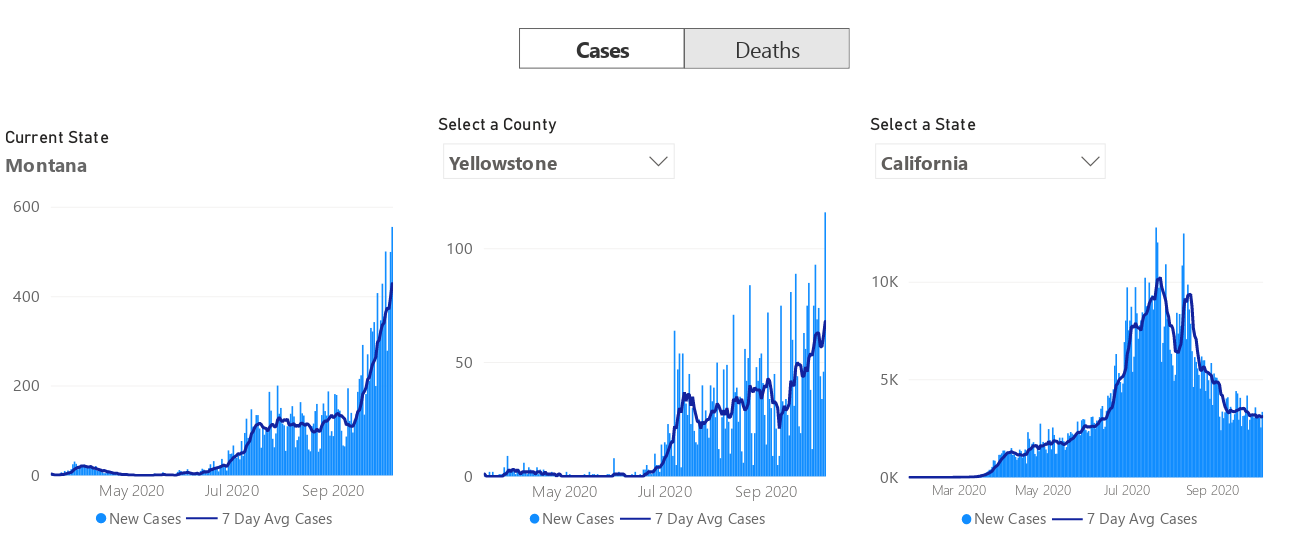 Cases Deaths
Current State
Montana
600
400
200
0
May 2020 Jul 2020 Sep 2020
New Cases 7 Day Avg Cases
Select a County
Yellowstone
100
50
0
May 2020 Jul 2020 Sep 2020
New Cases 7 Day Avg Cases
Select a State
California
10K
5K
0K
Mar 2020 May 2020 Jul 2020 Sep 2020
New Cases 7 Day Avg Cases